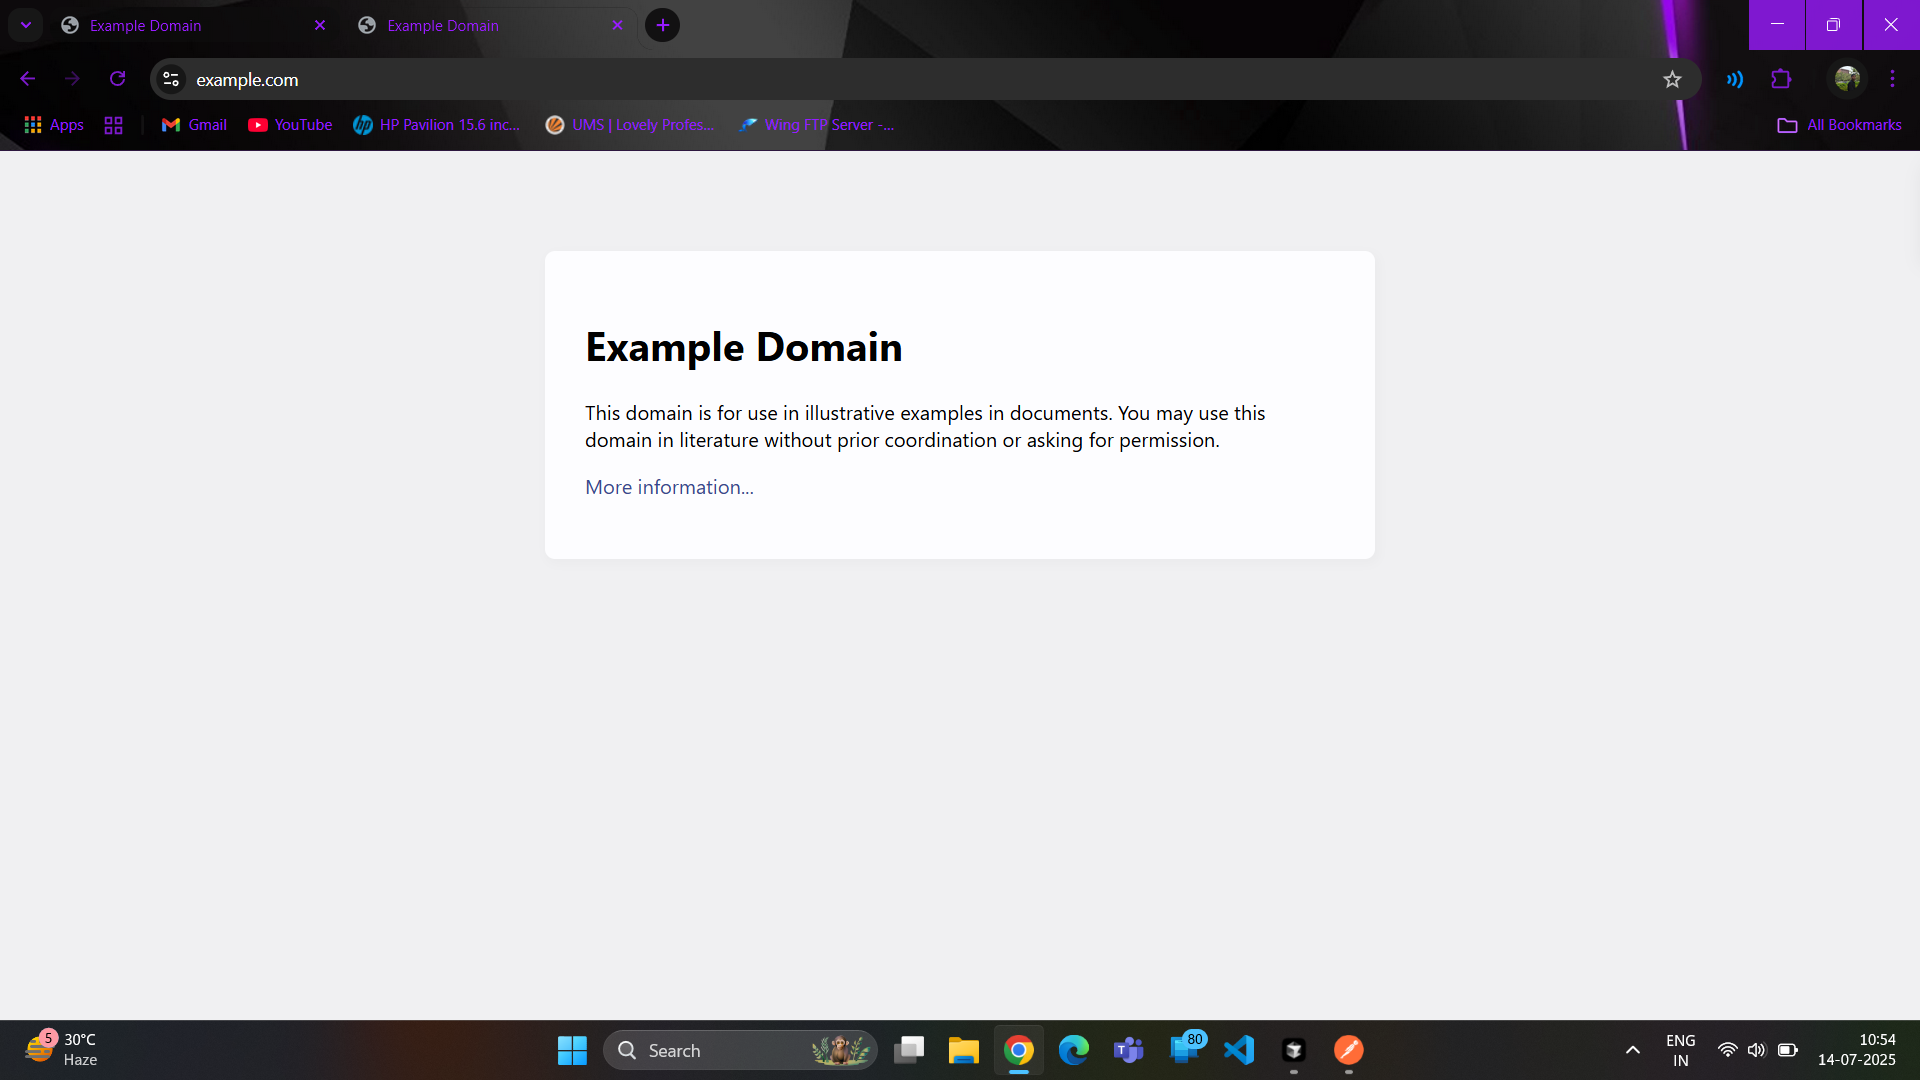 Example Domain
Example Domain
example.com
Apps
Gmail
YouTube
HP Pavilion 15.6 inc...
UMS | Lovely Profes...
Wing FTP Server -...
All Bookmarks
Example Domain
This domain is for use in illustrative examples in documents. You may use this
domain in literature without prior coordination or asking for permission.
More information...
5
30°C
Haze
Search
80
ENG
IN
10:54
14-07-2025